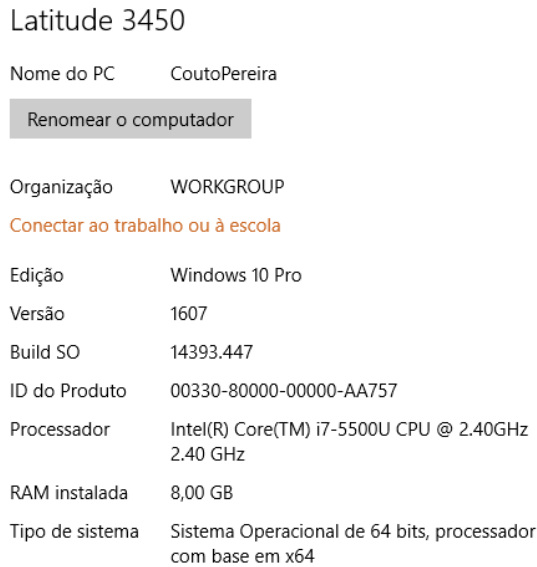 Latitude 3450
Nome do PC CoutoPereira
Renomear o computador
Organização WORKGROUP
Conectar ao trabalho ou à escola
Edição Windows 10 Pro
Versão 1607
Build SO 14393.447
ID do Produto 00330-80000-00000-AA757
Processador Intel(R) Core(TM) i7-5500U CPU @ 2.40GHz
2.40 GHz
RAM instalada 8,00 GB
Tipo de sistema Sistema Operacional de 64 bits, processador
com base em x64